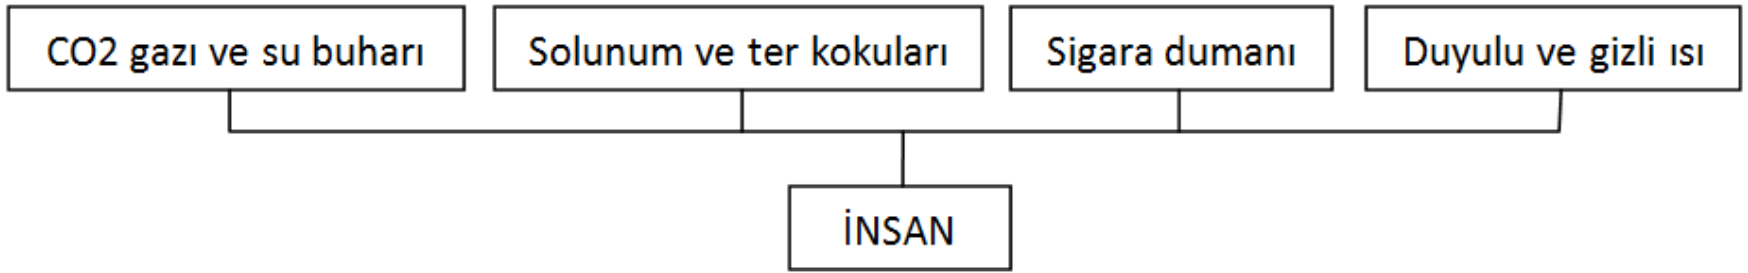 CO2 gazı ve su buharı
Solunum ve ter kokuları
Sigara dumanı
Duyulu ve gizli ısı
İNSAN